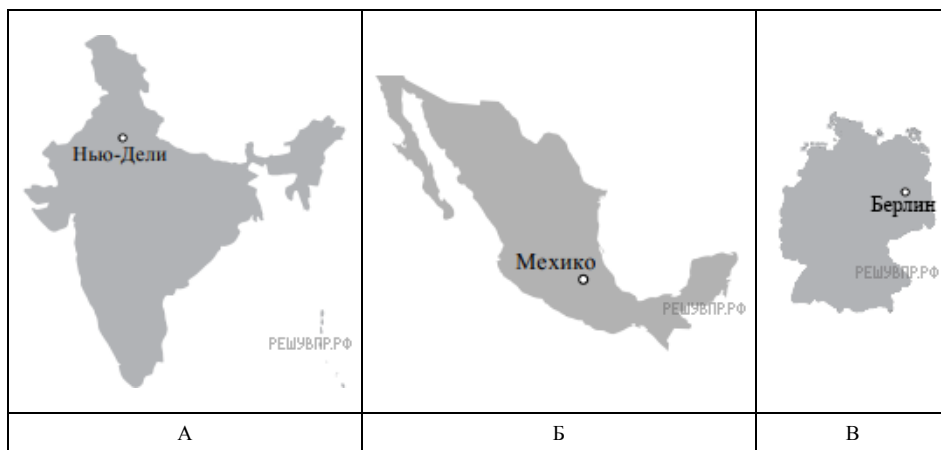 Нью-Дели
РЕШУВПР.РФ
Мехико
РЕШУВПР.РФ
Берлин
РЕШУВПР.РФ
А
Б
В